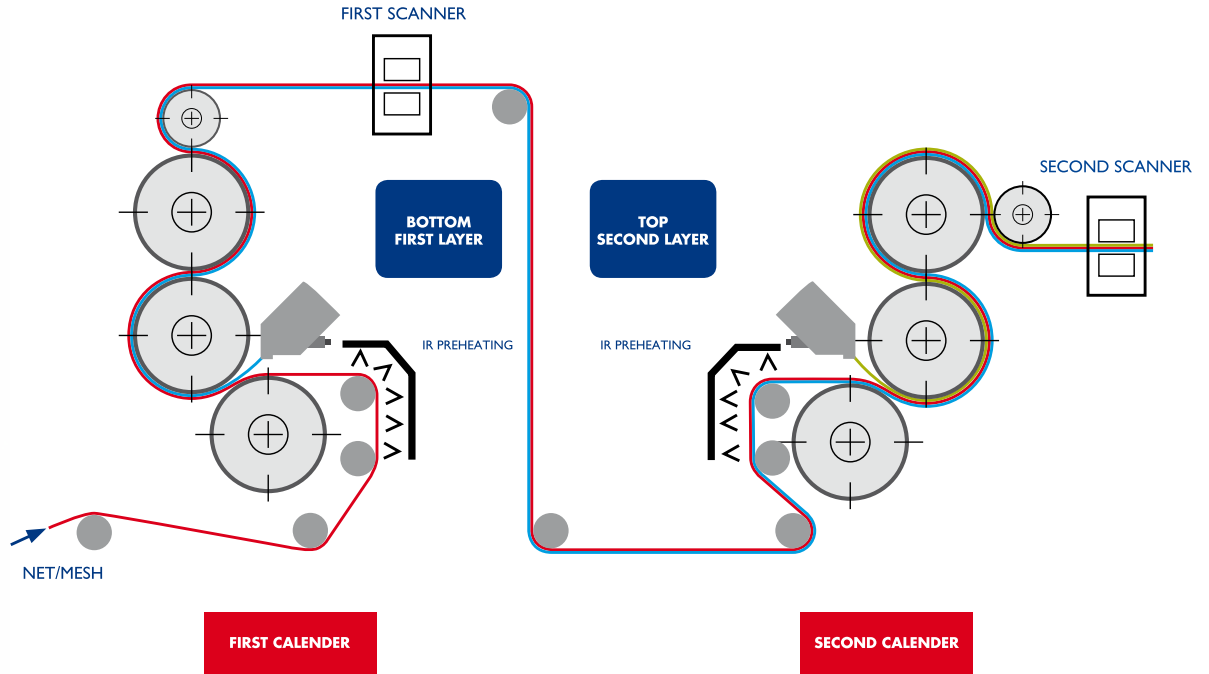 FIRST SCANNER
SECOND SCANNER
BOTTOM
FIRST LAYER
TOP
SECOND LAYER
IR PREHEATING
IR PREHEATING
NET/MESH
FIRST CALENDER
SECOND CALENDER